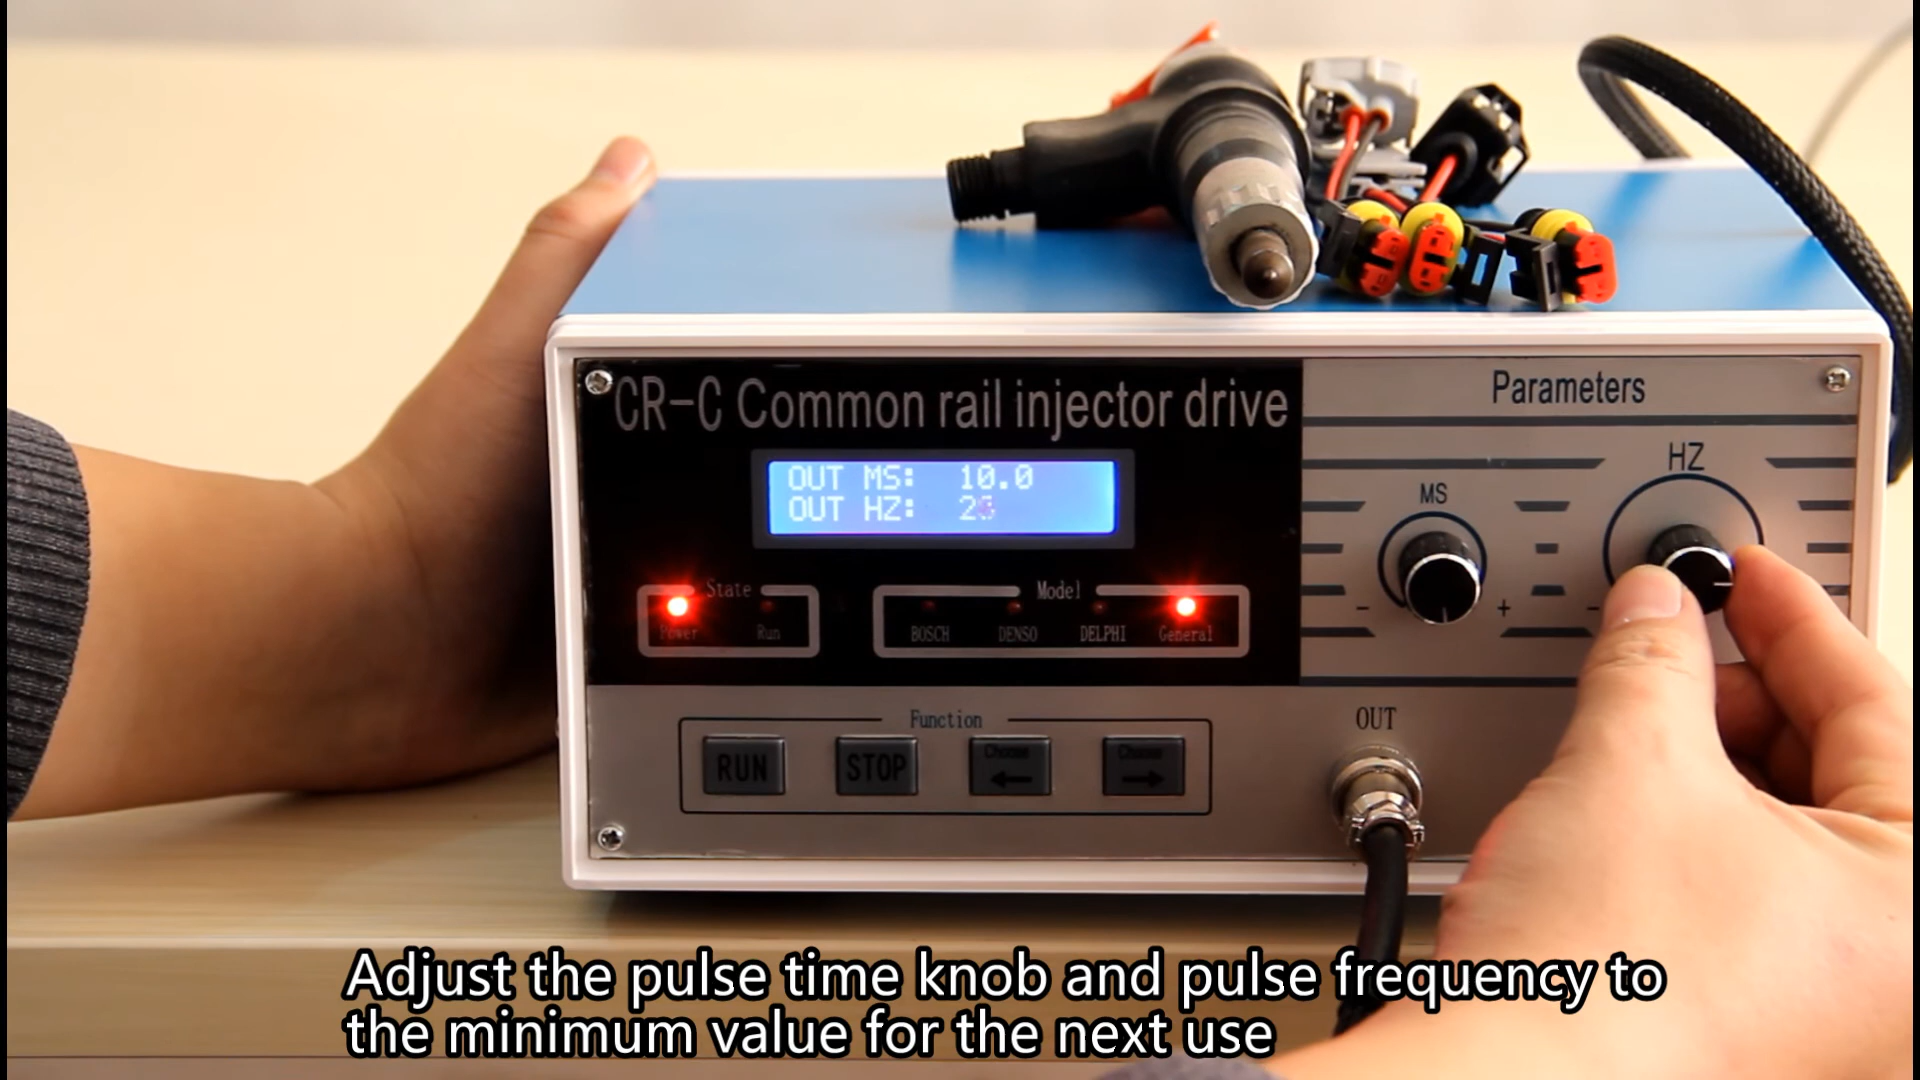 CR-C Common rail injector drive
OUT MS: 10.0
OUT HZ:
State
Power
Run
Model
BOSCH
DENSO
DELPHI
General
Parameters
MS
HZ
-
+
-
Function
RUN
STOP
Choose
←
Choose
→
OUT
Adjust the pulse time knob and pulse frequency to
the minimum value for the next use